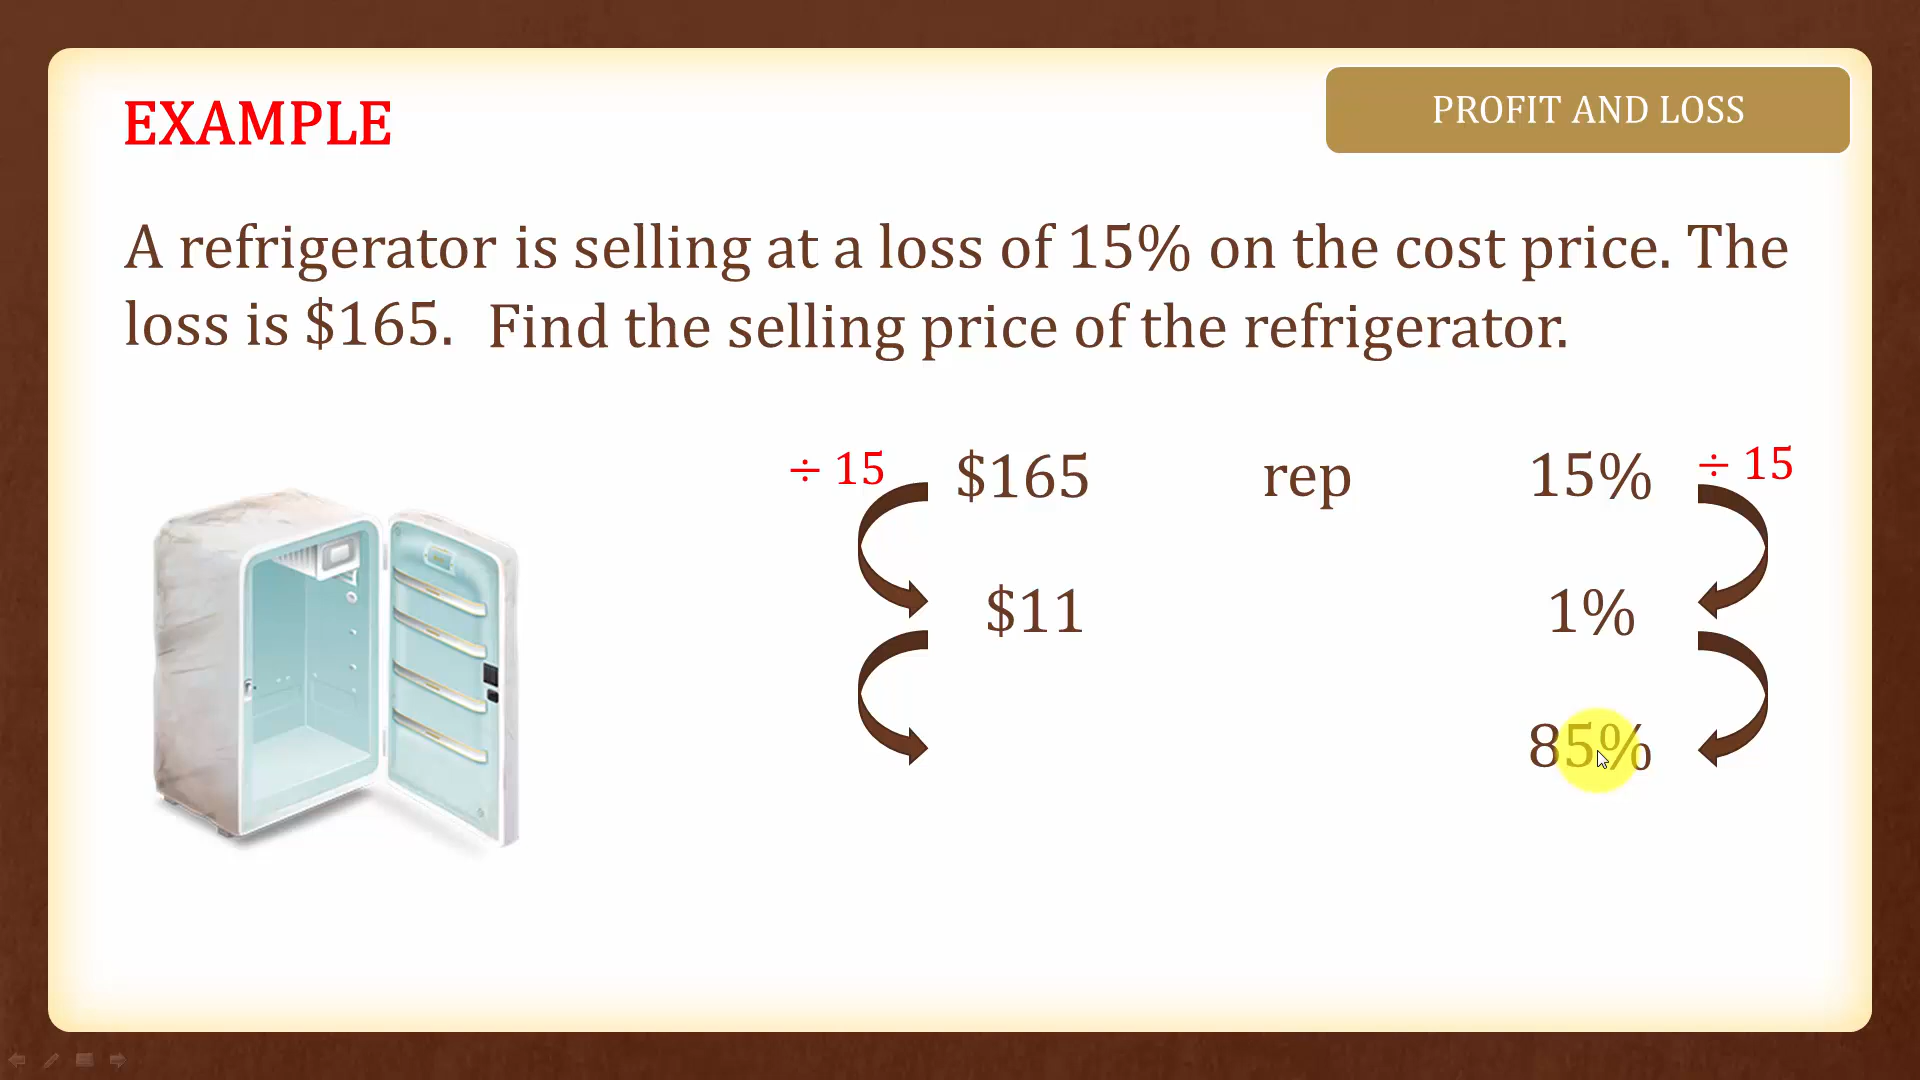 EXAMPLE
PROFIT AND LOSS
A refrigerator is selling at a loss of 15% on the cost price. The
loss is $165. Find the selling price of the refrigerator.
÷ 15 $165 rep 15% ÷ 15
$11 1%
85%